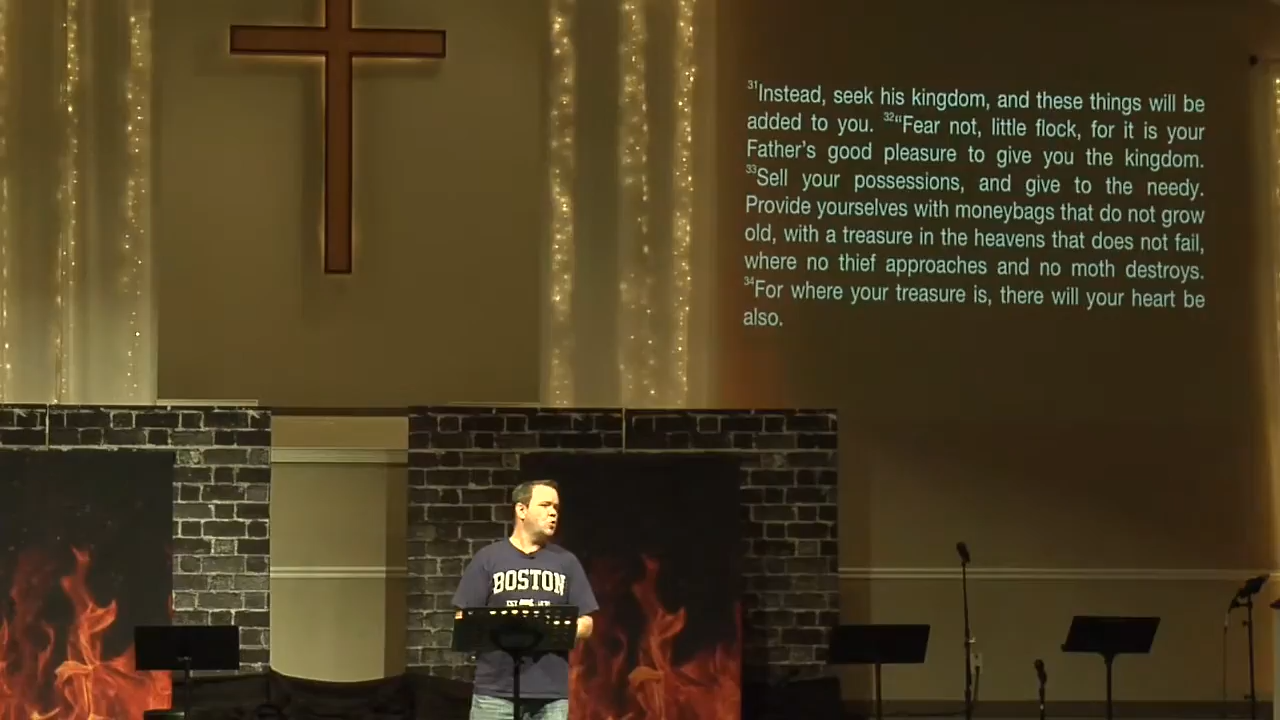 ³¹Instead, seek his kingdom, and these things will be
added to you. ³²“Fear not, little flock, for it is your
Father's good pleasure to give you the kingdom.
³³Sell your possessions, and give to the needy.
Provide yourselves with moneybags that do not grow
old, with a treasure in the heavens that does not fail,
where no thief approaches and no moth destroys.
³⁴For where your treasure is, there will your heart be
also.
BOSTON
EST